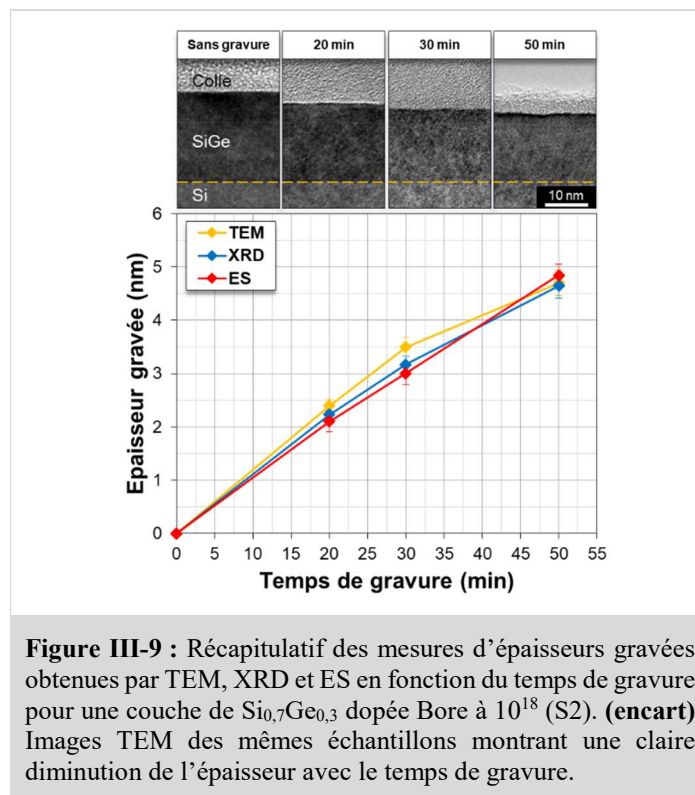 Sans gravure 20 min 30 min 50 min
Colle
SiGe
Si
10 nm
6
5
4
3
2
1
0
TEM
XRD
ES
Epaisseur gravée (nm)
0 5 10 15 20 25 30 35 40 45 50 55
Temps de gravure (min)
Figure III-9 : Récapitulatif des mesures d’épaisseurs gravées
obtenues par TEM, XRD et ES en fonction du temps de gravure
pour une couche de Si₀,₇Ge₀,₃ dopée Bore à 10¹⁸ (S2). (encart)
Images TEM des mêmes échantillons montrant une claire
diminution de l’épaisseur avec le temps de gravure.